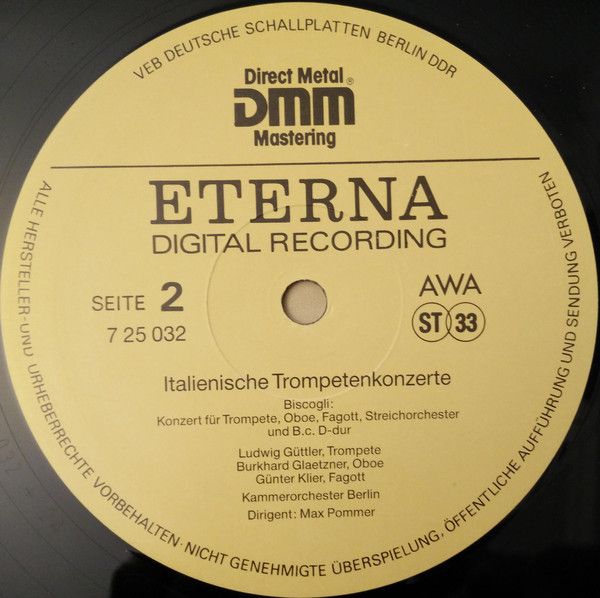 VEB DEUTSCHE SCHALLPLATTEN BERLIN DDR
Direct Metal
DMM®
Mastering
ETERNA
DIGITAL RECORDING
SEITE 2
7 25 032
AWA
ST 33
Italienische Trompetenkonzerte
Biscogli:
Konzert für Trompete, Oboe, Fagott, Streichorchester
und B.c. D-dur
Ludwig Güttler, Trompete
Burkhard Glaetzner, Oboe
Günter Klier, Fagott
Kammerorchester Berlin
Dirigent: Max Pommer
ALLE HERSTELLER- UND URHEBERRECHTE VORBEHALTEN · NICHT GENEHMIGTE ÜBERSPIELUNG, ÖFFENTLICHE AUFFÜHRUNG UND SENDUNG VERBOTEN